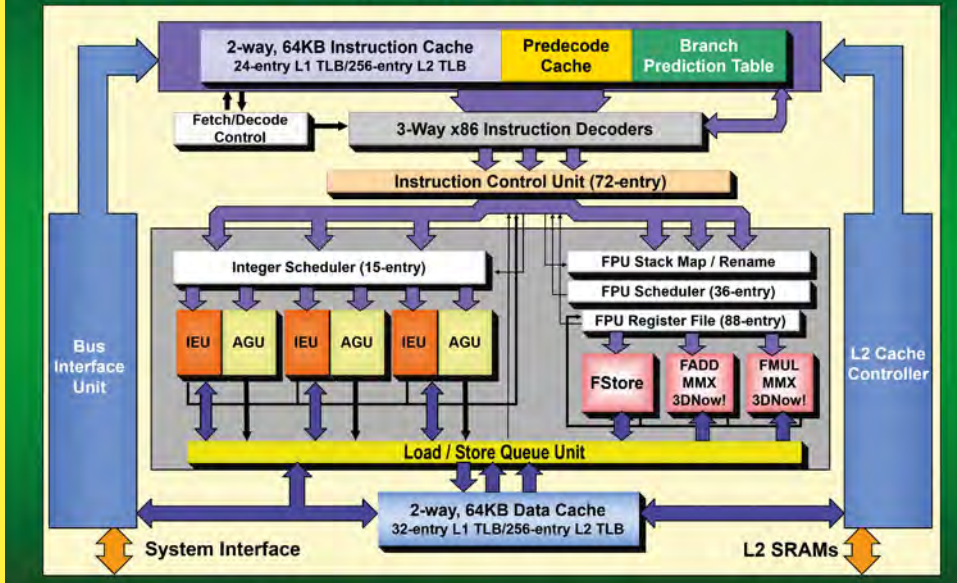 2-way, 64KB Instruction Cache
24-entry L1 TLB/256-entry L2 TLB
Predecode
Cache
Branch
Prediction Table
Fetch/Decode
Control
3-Way x86 Instruction Decoders
Instruction Control Unit (72-entry)
Integer Scheduler (15-entry)
FPU Stack Map / Rename
FPU Scheduler (36-entry)
FPU Register File (88-entry)
Bus
Interface
Unit
IEU
AGU
IEU
AGU
IEU
AGU
FStore
FADD
MMX
3DNow!
FMUL
MMX
3DNow!
L2 Cache
Controller
Load / Store Queue Unit
2-way, 64KB Data Cache
32-entry L1 TLB/256-entry L2 TLB
System Interface
L2 SRAMs